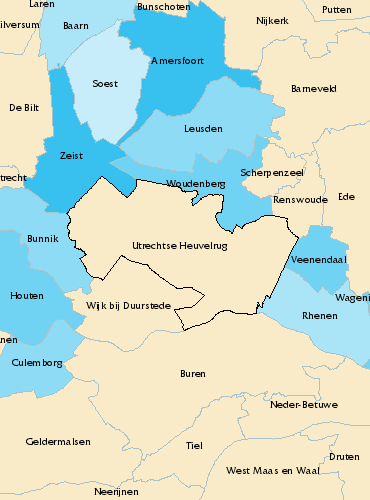 Laren
Bunschoten
Putten
ilversum
Baarn
Nijkerk
Amersfoort
Soest
Barneveld
De Bilt
Leusden
Zeist
Scherpenzeel
trecht
Woudenberg
Renswoude
Ede
Bunnik
Utrechtse Heuvelrug
Veenendaal
Houten
Wageni
Wijk bij Duurstede
Rhenen
nen
Culemborg
Buren
Neder-Betuwe
Geldermalsen
Tiel
Druten
West Maas en Waal
Neerijnen